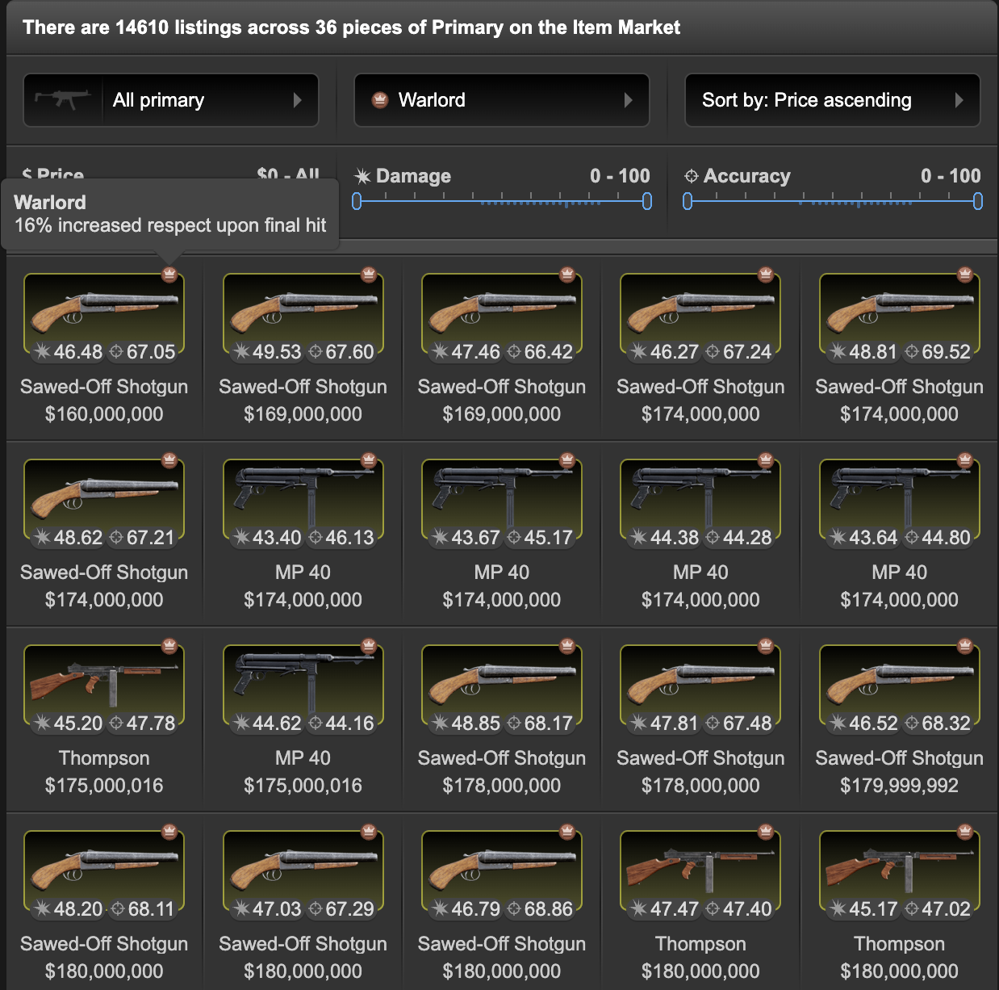 There are 14610 listings across 36 pieces of Primary on the Item Market
All primary
Warlord
Sort by: Price ascending
$ Price $0 - All
Damage 0 - 100
Accuracy 0 - 100
Warlord
16% increased respect upon final hit
46.48 67.05
49.53 67.60
47.46 66.42
46.27 67.24
48.81 69.52
Sawed-Off Shotgun
Sawed-Off Shotgun
Sawed-Off Shotgun
Sawed-Off Shotgun
Sawed-Off Shotgun
$160,000,000
$169,000,000
$169,000,000
$174,000,000
$174,000,000
48.62 67.21
43.40 46.13
43.67 45.17
44.38 44.28
43.64 44.80
Sawed-Off Shotgun
MP 40
MP 40
MP 40
MP 40
$174,000,000
$174,000,000
$174,000,000
$174,000,000
$174,000,000
45.20 47.78
44.62 44.16
48.85 68.17
47.81 67.48
46.52 68.32
Thompson
MP 40
Sawed-Off Shotgun
Sawed-Off Shotgun
Sawed-Off Shotgun
$175,000,016
$175,000,016
$178,000,000
$178,000,000
$179,999,992
48.20 68.11
47.03 67.29
46.79 68.86
47.47 47.40
45.17 47.02
Sawed-Off Shotgun
Sawed-Off Shotgun
Sawed-Off Shotgun
Thompson
Thompson
$180,000,000
$180,000,000
$180,000,000
$180,000,000
$180,000,000